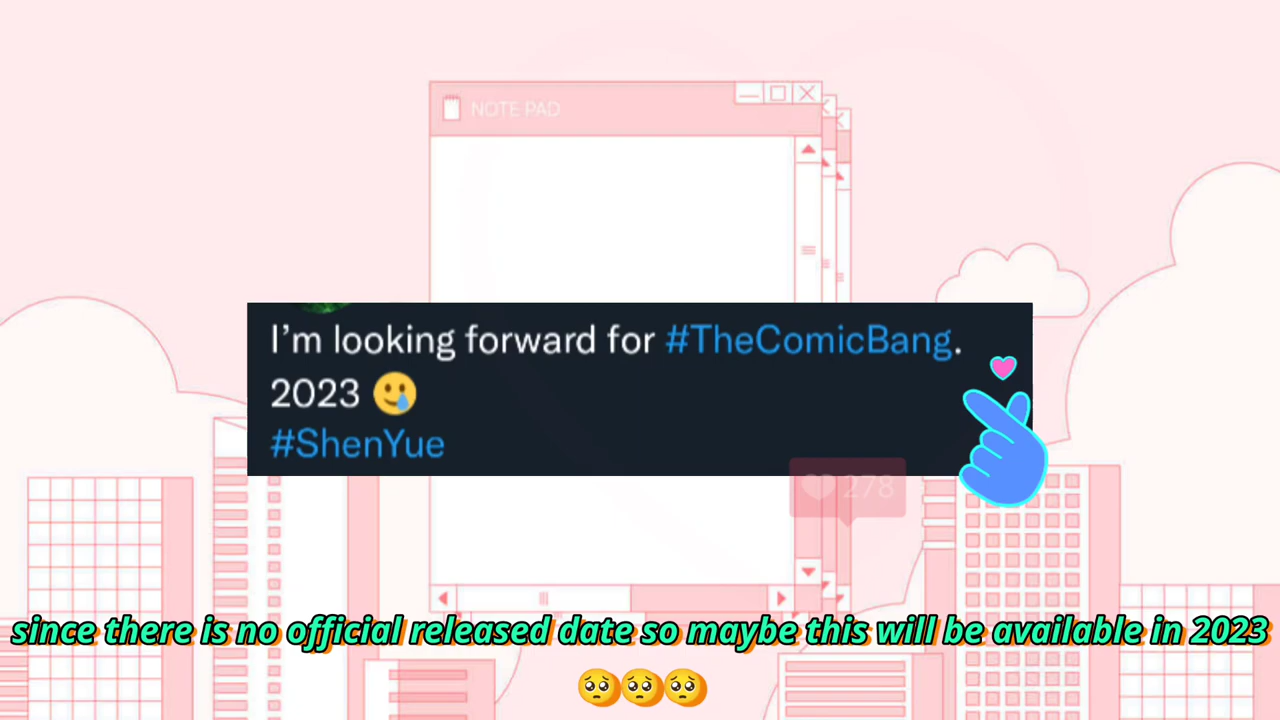 NOTE PAD
I’m looking forward for #TheComicBang.
2023 🥲
#ShenYue
278
since there is no official released date so maybe this will be available in 2023
🥺🥺🥺